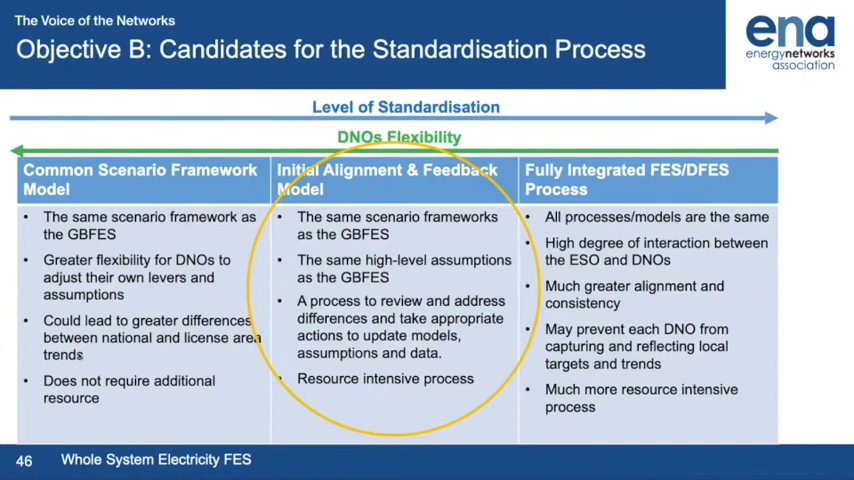 The Voice of the Networks
Objective B: Candidates for the Standardisation Process
ena
energynetworks
association
Level of Standardisation
DNOs Flexibility
Common Scenario Framework
Model
• The same scenario framework as
the GBFES
• Greater flexibility for DNOs to
adjust their own levers and
assumptions
• Could lead to greater differences
between national and license area
trends
• Does not require additional
resource
Initial Alignment & Feedback
Model
• The same scenario frameworks
as the GBFES
• The same high-level assumptions
as the GBFES
• A process to review and address
differences and take appropriate
actions to update models,
assumptions and data.
• Resource intensive process
Fully Integrated FES/DFES
Process
• All processes/models are the same
• High degree of interaction between
the ESO and DNOs
• Much greater alignment and
consistency
• May prevent each DNO from
capturing and reflecting local
targets and trends
• Much more resource intensive
process
46 Whole System Electricity FES